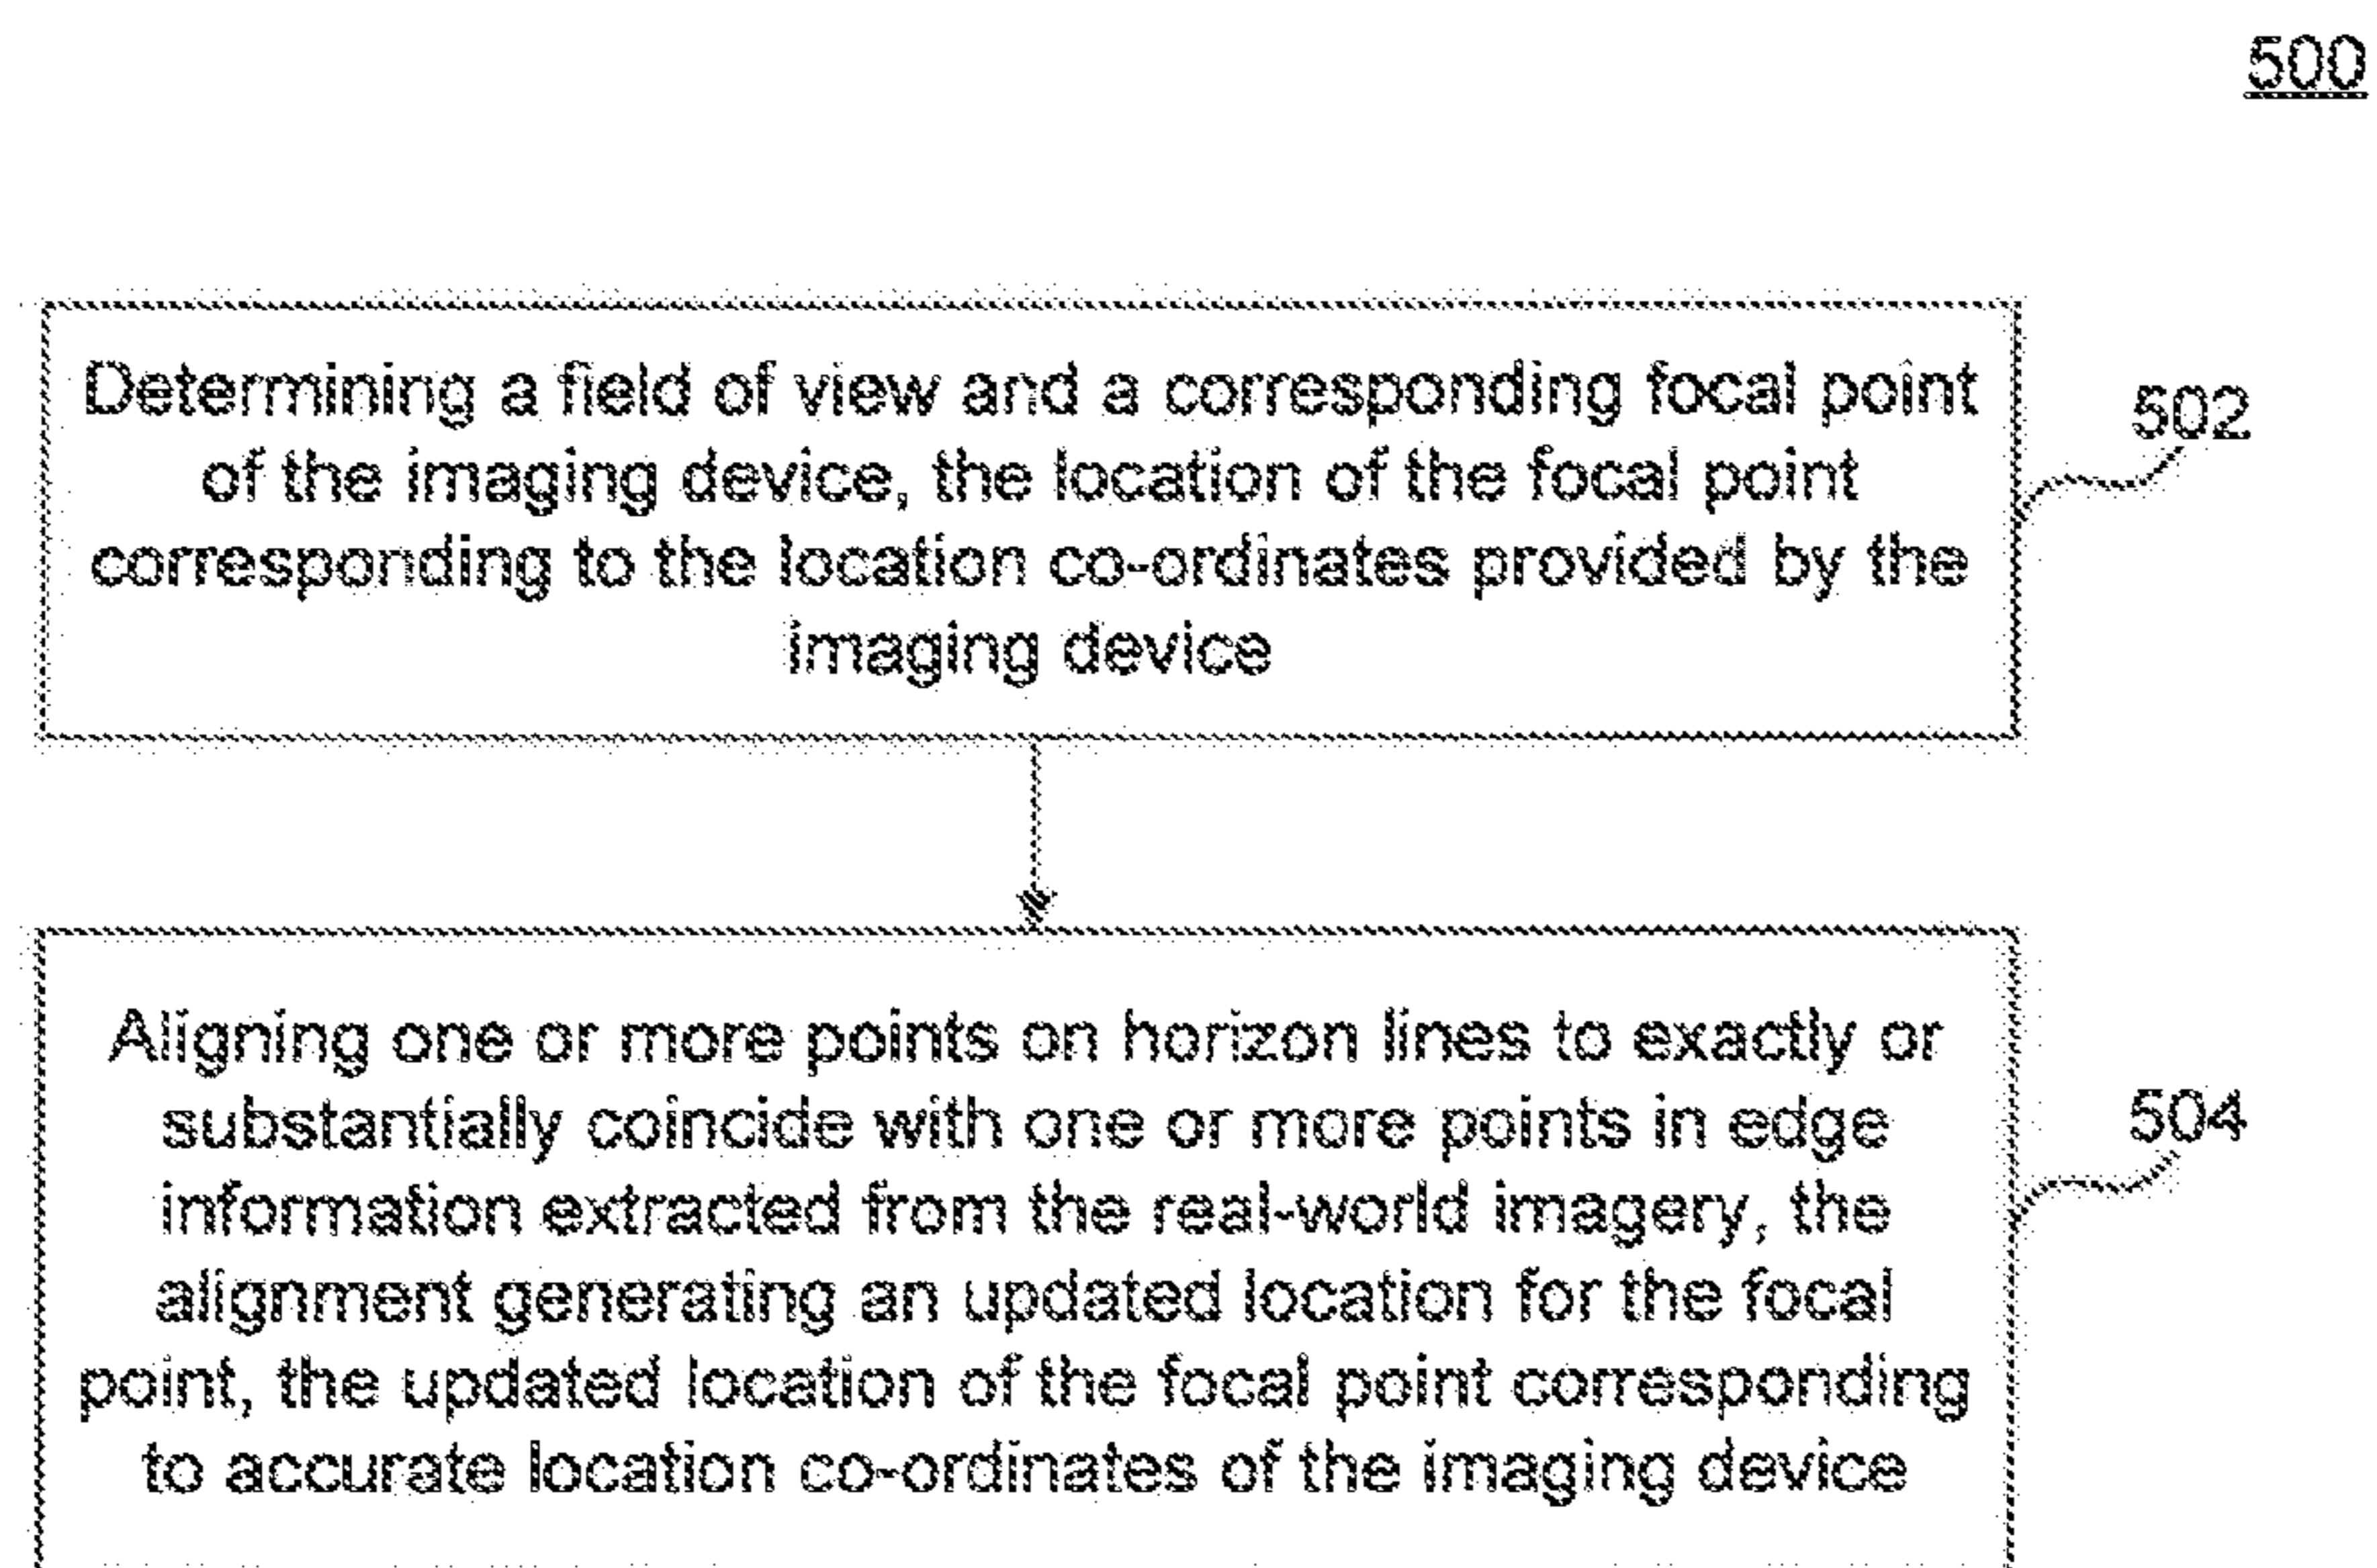 500
Determining a field of view and a corresponding focal point
of the imaging device, the location of the focal point
corresponding to the location co-ordinates provided by the
imaging device
502
Aligning one or more points on horizon lines to exactly or
substantially coincide with one or more points in edge
information extracted from the real-world imagery, the
alignment generating an updated location for the focal
point, the updated location of the focal point corresponding
to accurate location co-ordinates of the imaging device
504